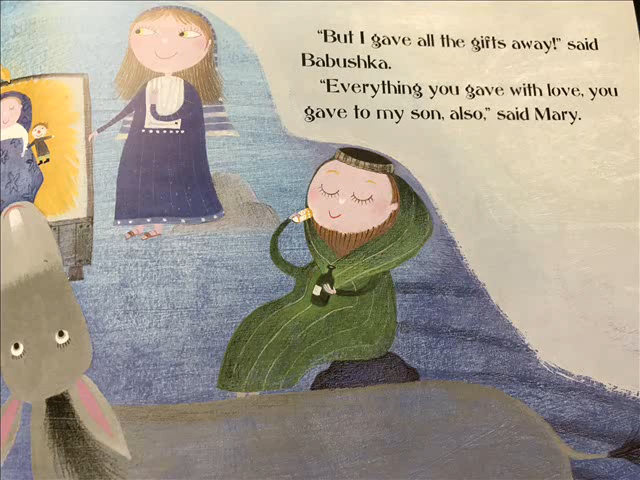 "But I gave all the gifts away!" said
Babushka.
"Everything you gave with love, you
gave to my son, also," said Mary.